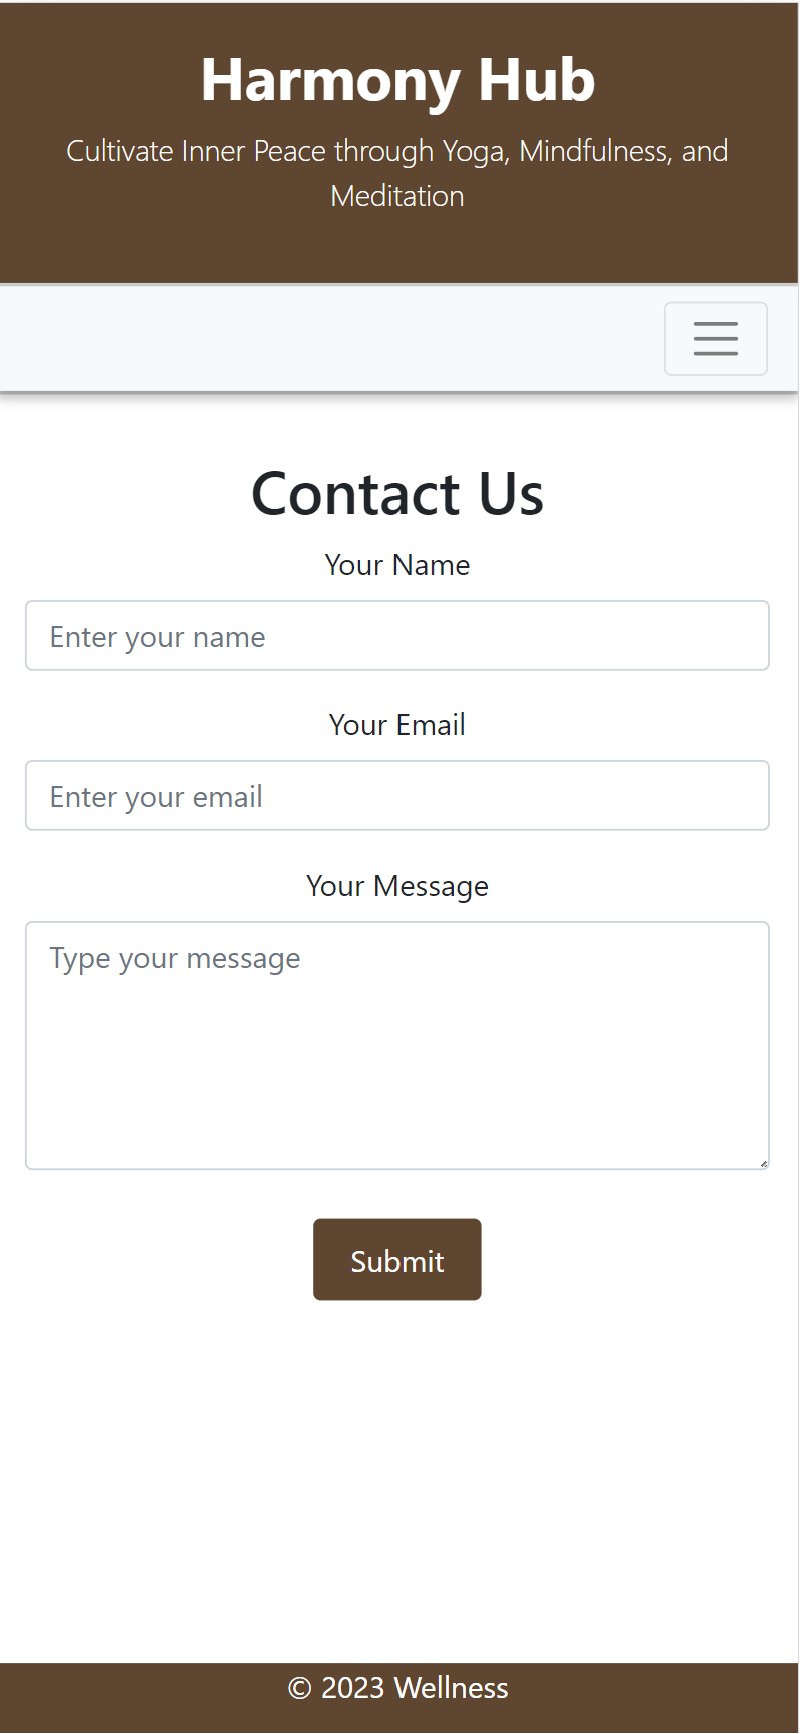 Harmony Hub
Cultivate Inner Peace through Yoga, Mindfulness, and
Meditation
Contact Us
Your Name
Enter your name
Your Email
Enter your email
Your Message
Type your message
Submit
© 2023 Wellness